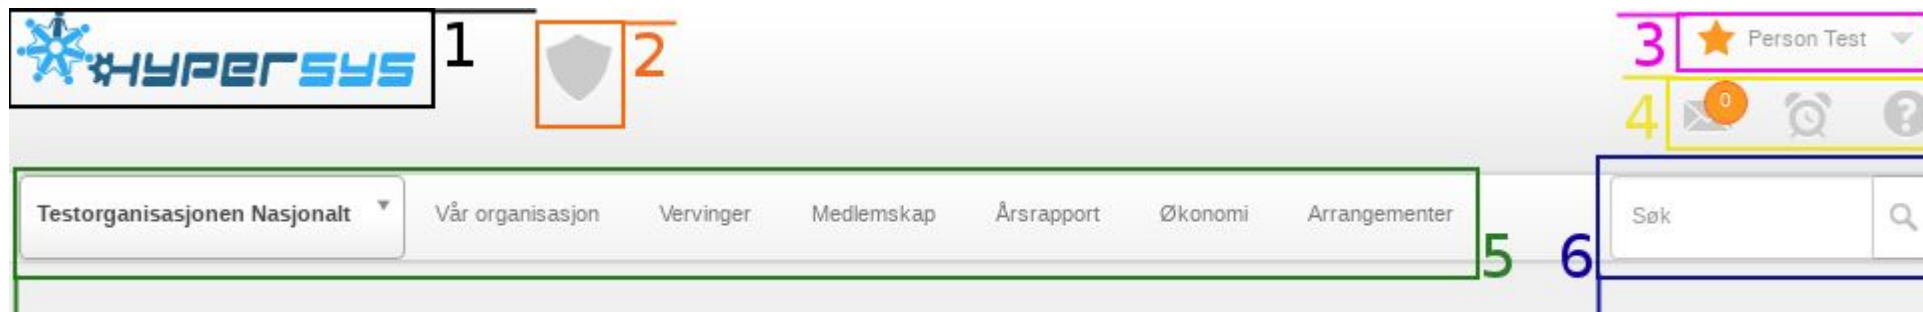 HYPERSYS 1
2
3 Person Test
4 0 ?
Testorganisasjonen Nasjonalt Vår organisasjon Vervinger Medlemskap Årsrapport Økonomi Arrangementer 5
6 Søk